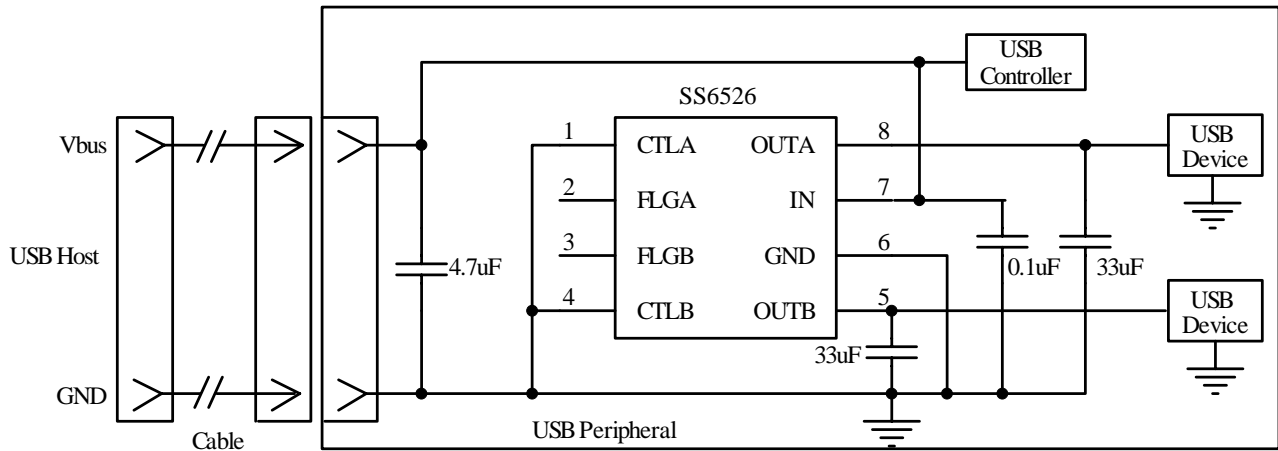 USB
Controller
SS6526
Vbus
1
CTLA
OUTA
8
USB
Device
2
FLGA
IN
7
USB Host
3
FLGB
GND
6
4.7uF
0.1uF
33uF
4
CTLB
OUTB
5
USB
Device
33uF
GND
Cable
USB Peripheral